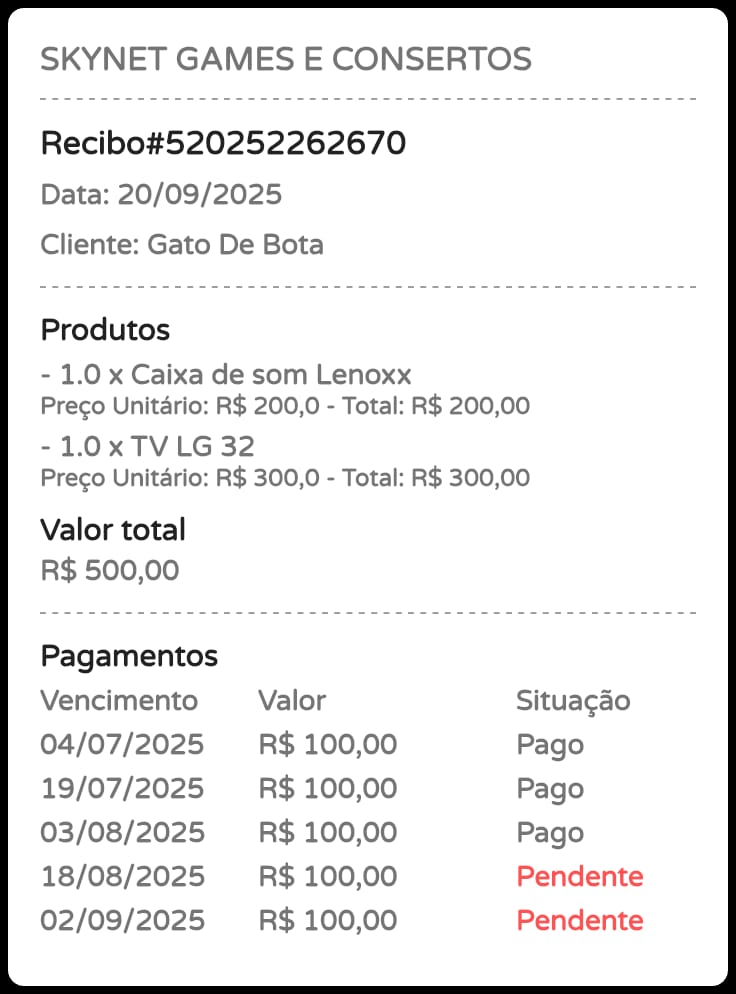 SKYNET GAMES E CONSERTOS
Recibo#520252262670
Data: 20/09/2025
Cliente: Gato De Bota
Produtos
- 1.0 x Caixa de som Lenoxx
Preço Unitário: R$ 200,0 - Total: R$ 200,00
- 1.0 x TV LG 32
Preço Unitário: R$ 300,0 - Total: R$ 300,00
Valor total
R$ 500,00
Pagamentos
Vencimento Valor Situação
04/07/2025 R$ 100,00 Pago
19/07/2025 R$ 100,00 Pago
03/08/2025 R$ 100,00 Pago
18/08/2025 R$ 100,00 Pendente
02/09/2025 R$ 100,00 Pendente